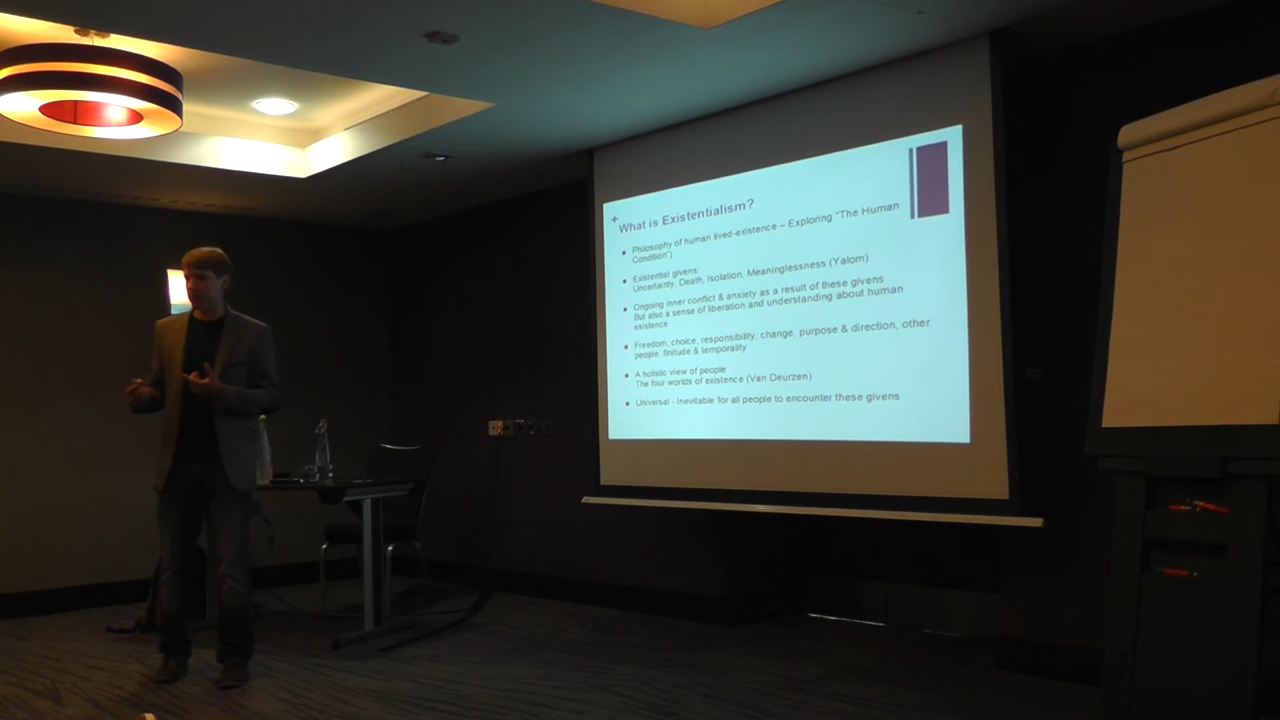 +
What is Existentialism?
• Philosophy of human lived-existence – Exploring "The Human
Condition")
• Existential givens:
Uncertainty, Death, Isolation, Meaninglessness (Yalom)
• Ongoing inner conflict & anxiety as a result of these givens
But also a sense of liberation and understanding about human
existence
• Freedom, choice, responsibility, change, purpose & direction, other
people, finitude & temporality
• A holistic view of people
The four worlds of existence (Van Deurzen)
• Universal - Inevitable for all people to encounter these givens